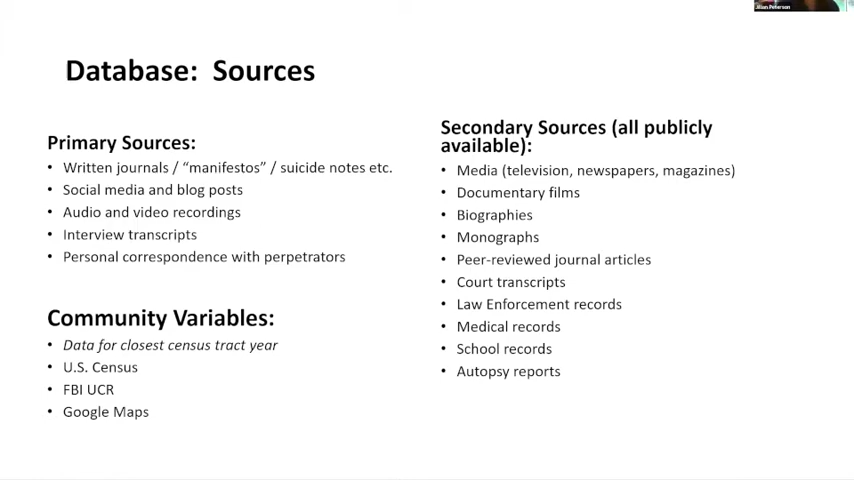 Jillian Peterson
Database: Sources
Primary Sources:
• Written journals / “manifestos” / suicide notes etc.
• Social media and blog posts
• Audio and video recordings
• Interview transcripts
• Personal correspondence with perpetrators
Community Variables:
• Data for closest census tract year
• U.S. Census
• FBI UCR
• Google Maps
Secondary Sources (all publicly
available):
• Media (television, newspapers, magazines)
• Documentary films
• Biographies
• Monographs
• Peer-reviewed journal articles
• Court transcripts
• Law Enforcement records
• Medical records
• School records
• Autopsy reports